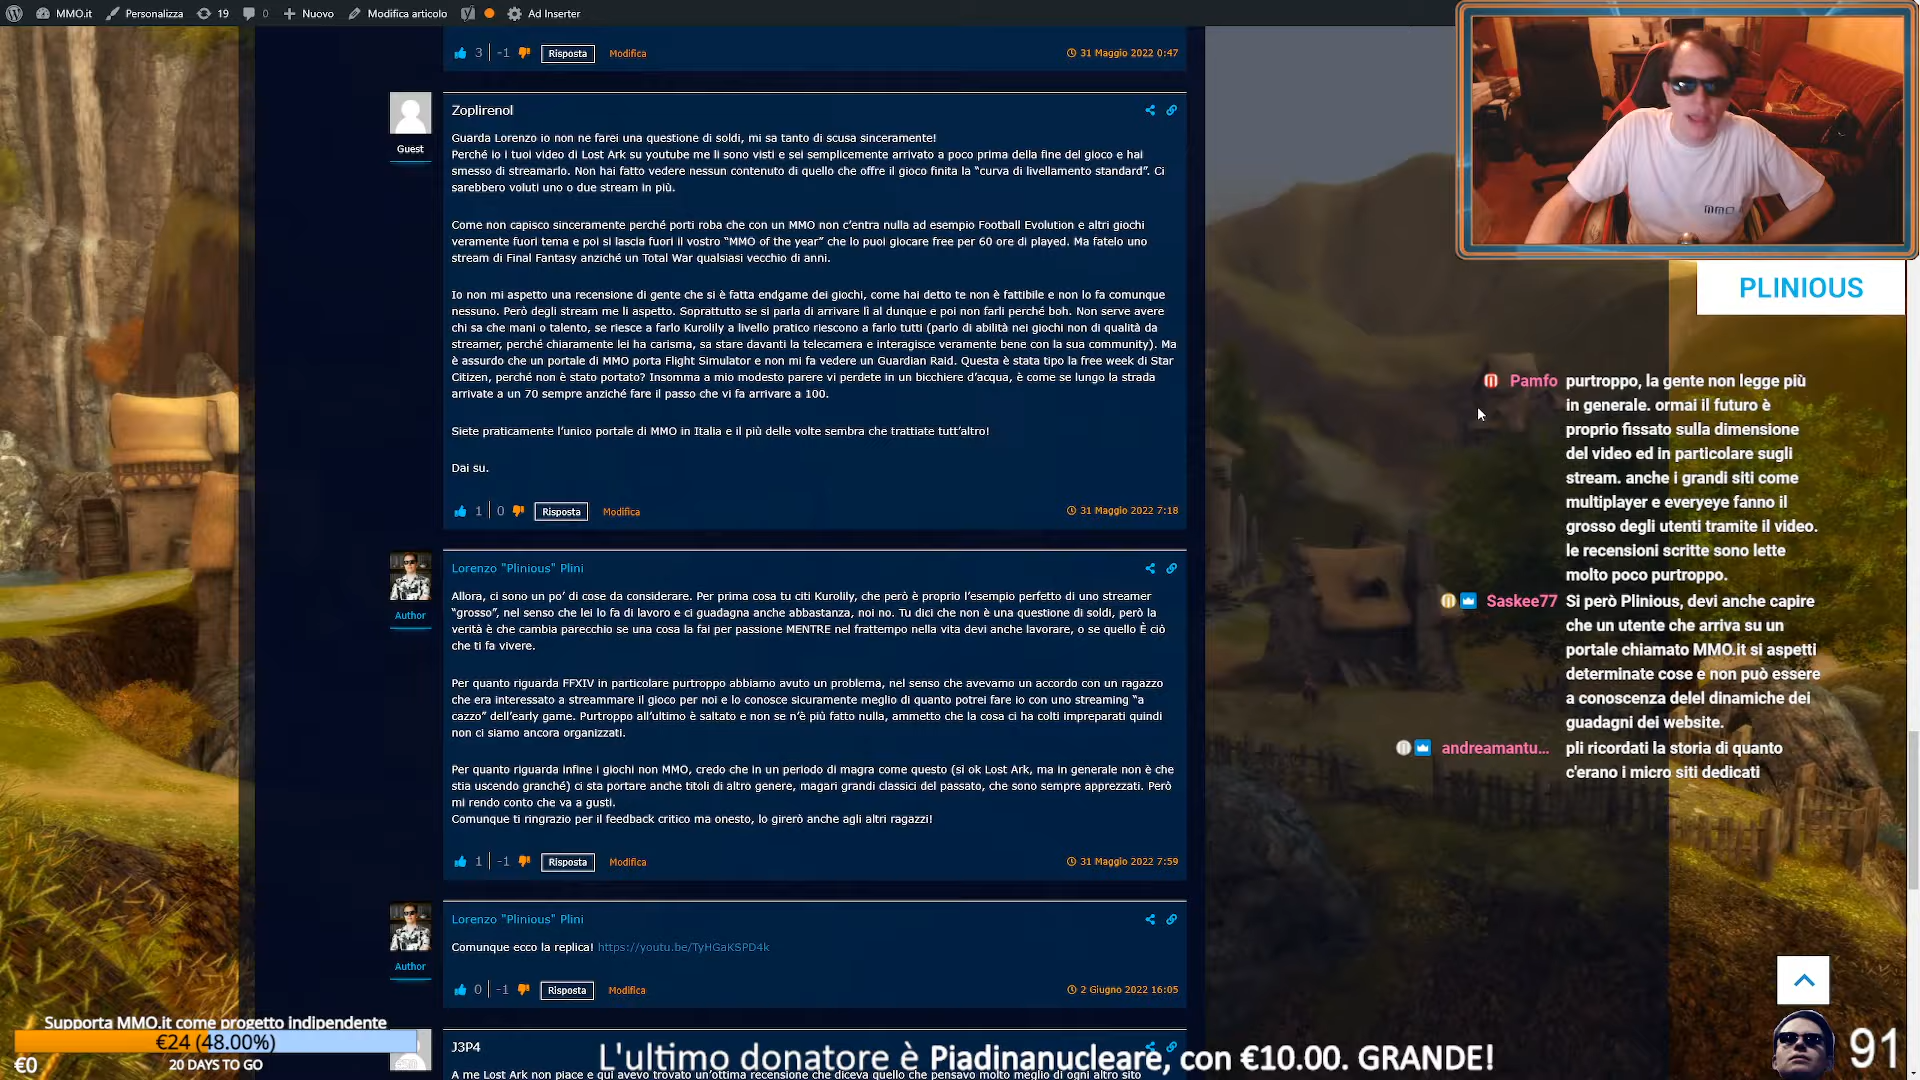 MMO.it
Personalizza
19
0
Nuovo
Modifica articolo
Ad Inserter
3
-1
Risposta
Modifica
31 Maggio 2022 0:47
Guest
Zoplirenol
Guarda Lorenzo io non ne farei una questione di soldi, mi sa tanto di scusa sinceramente!
Perché io i tuoi video di Lost Ark su youtube me li sono visti e sei semplicemente arrivato a poco prima della fine del gioco e hai
smesso di streamarlo. Non hai fatto vedere nessun contenuto di quello che offre il gioco finita la “curva di livellamento standard”. Ci
sarebbero voluti uno o due stream in più.
Come non capisco sinceramente perché porti roba che con un MMO non c’entra nulla ad esempio Football Evolution e altri giochi
veramente fuori tema e poi si lascia fuori il vostro “MMO of the year” che lo puoi giocare free per 60 ore di played. Ma fatelo uno
stream di Final Fantasy anziché un Total War qualsiasi vecchio di anni.
Io non mi aspetto una recensione di gente che si è fatta endgame dei giochi, come hai detto te non è fattibile e non lo fa comunque
nessuno. Però degli stream me li aspetto. Soprattutto se si parla di arrivare lì al dunque e poi non farli perché boh. Non serve avere
chi sa che mani o talento, se riesce a farlo Kurolily a livello pratico riescono a farlo tutti (parlo di abilità nei giochi non di qualità da
streamer, perché chiaramente lei ha carisma, sa stare davanti la telecamera e interagisce veramente bene con la sua community). Ma
è assurdo che un portale di MMO porta Flight Simulator e non mi fa vedere un Guardian Raid. Questa è stata tipo la free week di Star
Citizen, perché non è stato portato? Insomma a mio modesto parere vi perdete in un bicchiere d’acqua, è come se lungo la strada
arrivate a un 70 sempre anziché fare il passo che vi fa arrivare a 100.
Siete praticamente l’unico portale di MMO in Italia e il più delle volte sembra che trattiate tutt’altro!
Dai su.
1
0
Risposta
Modifica
31 Maggio 2022 7:18
Author
Lorenzo "Plinious" Plini
Allora, ci sono un po’ di cose da considerare. Per prima cosa tu citi Kurolily, che però è proprio l’esempio perfetto di uno streamer
“grosso”, nel senso che lei lo fa di lavoro e ci guadagna anche abbastanza, noi no. Tu dici che non è una questione di soldi, però la
verità è che cambia parecchio se una cosa la fai per passione MENTRE nel frattempo nella vita devi anche lavorare, o se quello È ciò
che ti fa vivere.
Per quanto riguarda FFXIV in particolare purtroppo abbiamo avuto un problema, nel senso che avevamo un accordo con un ragazzo
che era interessato a streammare il gioco per noi e lo conosce sicuramente meglio di quanto potrei fare io con uno streaming “a
cazzo” dell’early game. Purtroppo all’ultimo è saltato e non se n’è più fatto nulla, ammetto che la cosa ci ha colti impreparati quindi
non ci siamo ancora organizzati.
Per quanto riguarda infine i giochi non MMO, credo che in un periodo di magra come questo (sì ok Lost Ark, ma in generale non è che
stia uscendo granché) ci sta portare anche titoli di altro genere, magari grandi classici del passato, che sono sempre apprezzati. Però
mi rendo conto che va a gusti.
Comunque ti ringrazio per il feedback critico ma onesto, lo girerò anche agli altri ragazzi!
1
-1
Risposta
Modifica
31 Maggio 2022 7:59
Author
Lorenzo "Plinious" Plini
Comunque ecco la replica! https://youtu.be/TyHGaKSPD4k
0
-1
Risposta
Modifica
2 Giugno 2022 16:05
J3P4
A me Lost Ark non piace e qui avevo trovato un’ottima recensione che diceva quello che pensavo molto meglio di ogni altro sito
PLINIOUS
Pamfo purtroppo, la gente non legge più
in generale. ormai il futuro è
proprio fissato sulla dimensione
del video ed in particolare sugli
stream. anche i grandi siti come
multiplayer e everyeye fanno il
grosso degli utenti tramite il video.
le recensioni scritte sono lette
molto poco purtroppo.
Saskee77 Si però Plinious, devi anche capire
che un utente che arriva su un
portale chiamato MMO.it si aspetti
determinate cose e non può essere
a conoscenza delel dinamiche dei
guadagni dei website.
andreamantu... pli ricordati la storia di quanto
c'erano i micro siti dedicati
Supporta MMO.it come progetto indipendente
€24 (48.00%)
€0
20 DAYS TO GO
L'ultimo donatore è Piadinanucleare, con €10.00. GRANDE!
91